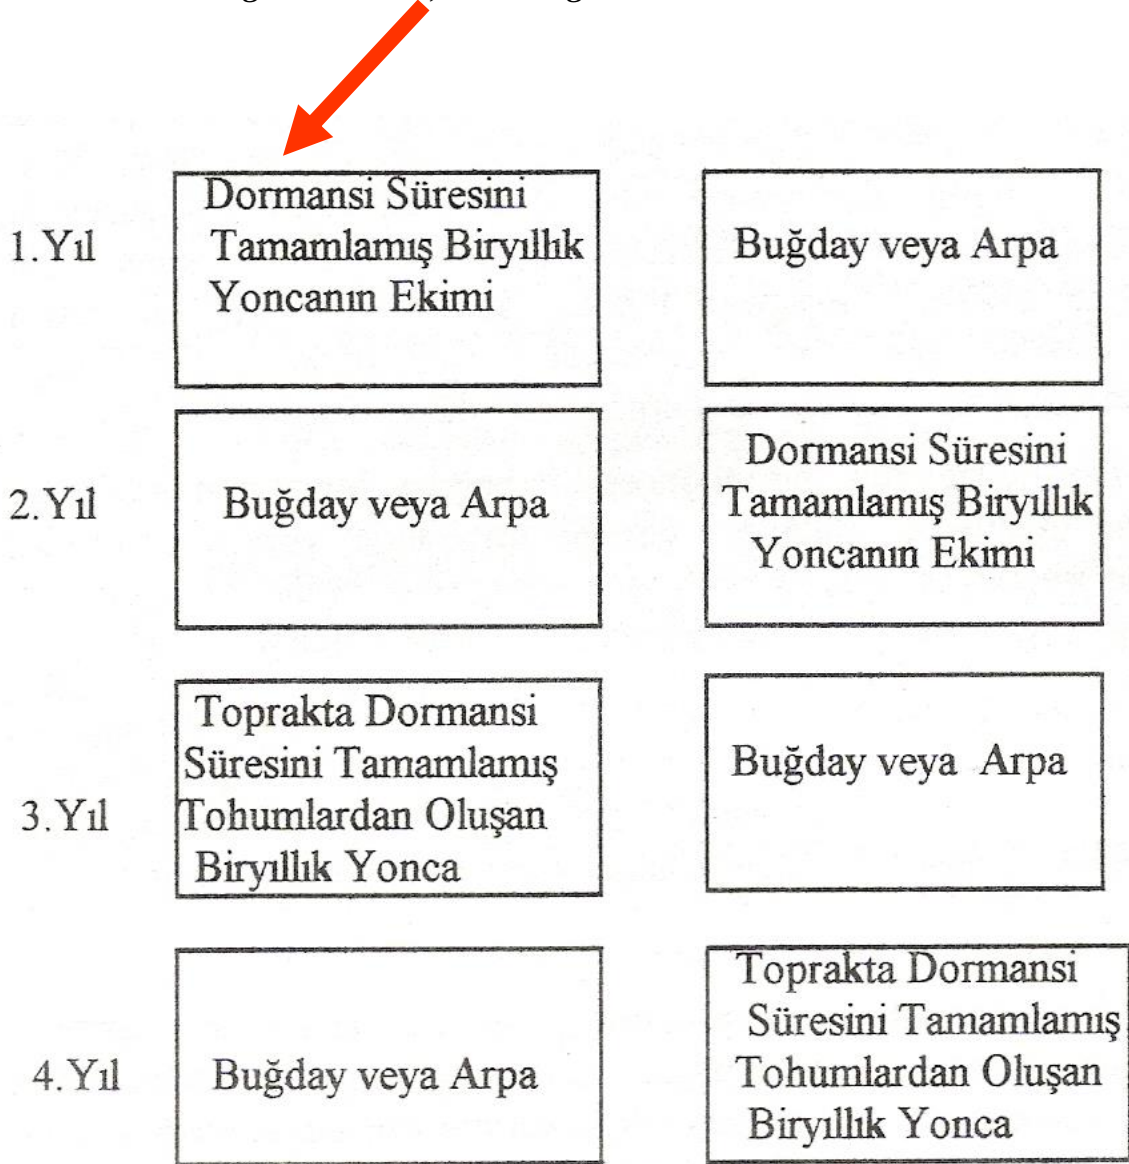 1.Yıl
Dormansi Süresini
Tamamlamış Biryıllık
Yoncanın Ekimi
Buğday veya Arpa
2.Yıl
Buğday veya Arpa
Dormansi Süresini
Tamamlamış Biryıllık
Yoncanın Ekimi
3.Yıl
Toprakta Dormansi
Süresini Tamamlamış
Tohumlardan Oluşan
Biryıllık Yonca
Buğday veya Arpa
4.Yıl
Buğday veya Arpa
Toprakta Dormansi
Süresini Tamamlamış
Tohumlardan Oluşan
Biryıllık Yonca